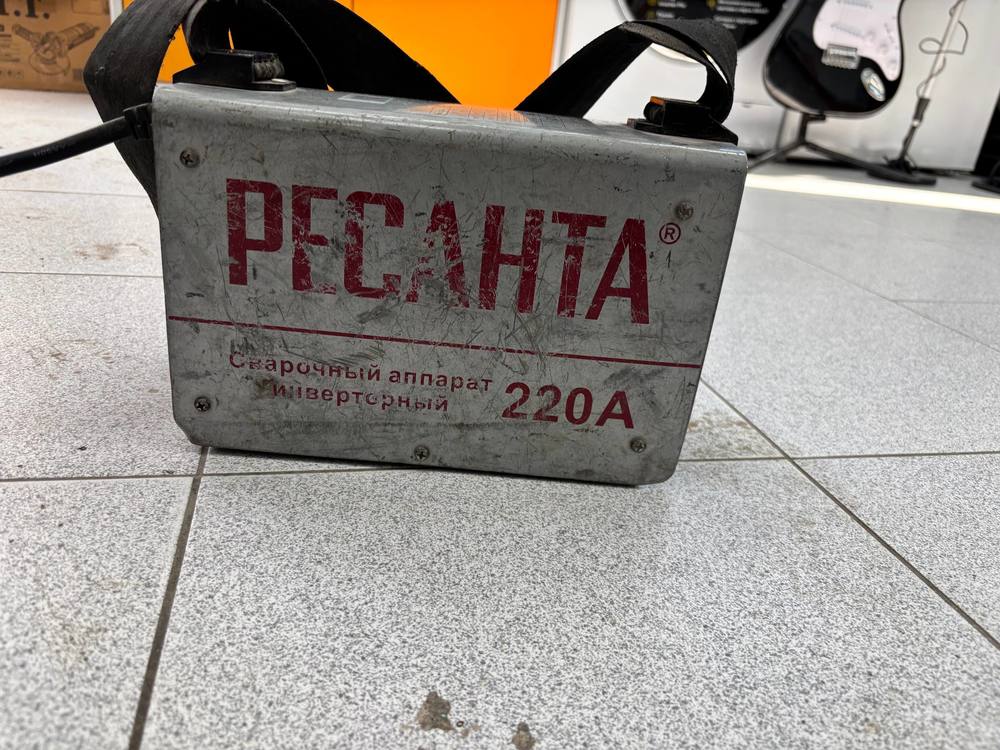 РЕСАНТА®
Сварочный аппарат
инверторный
220А